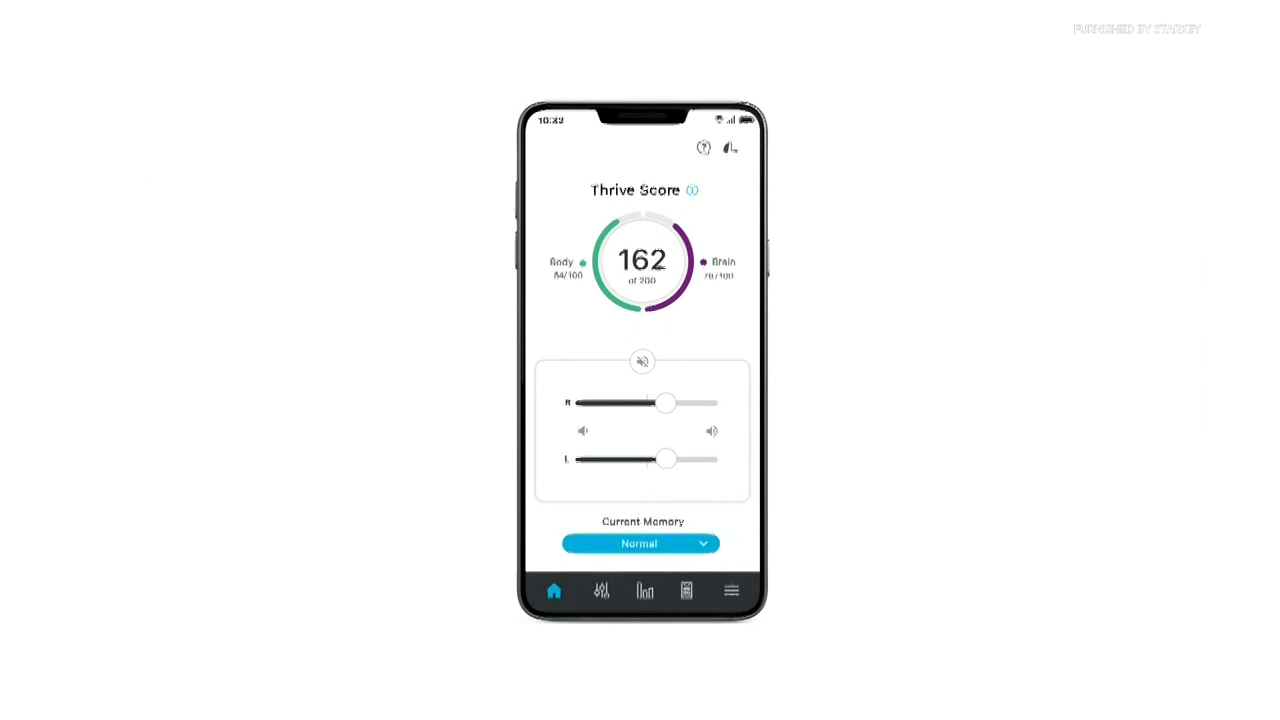 FURNISHED BY STARKEY
10:32
Thrive Score
162
of 200
Body
84/100
Brain
78/100
R
L
Current Memory
Normal